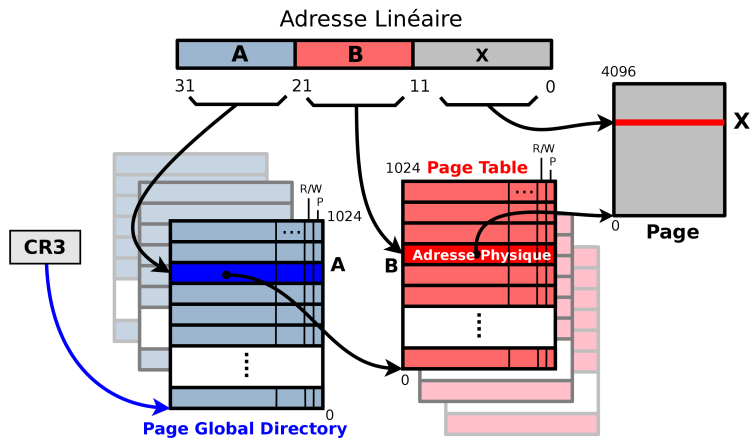 Adresse Linéaire
A
B
X
31
21
11
0
4096
X
0
Page
R/W
P
1024
Page Table
...
B
Adresse Physique
0
R/W
P
1024
...
A
0
Page Global Directory
CR3